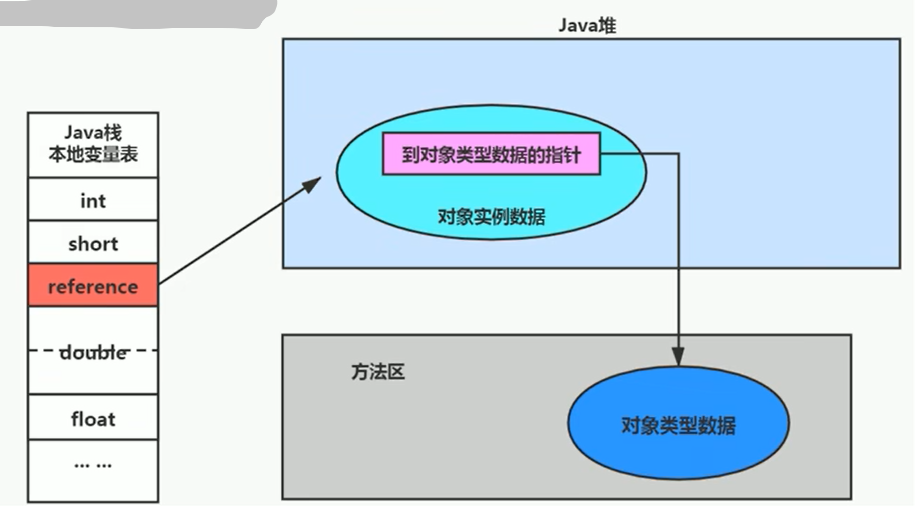 Java堆
Java栈
本地变量表
int
short
reference
double
float
... ...
到对象类型数据的指针
对象实例数据
方法区
对象类型数据